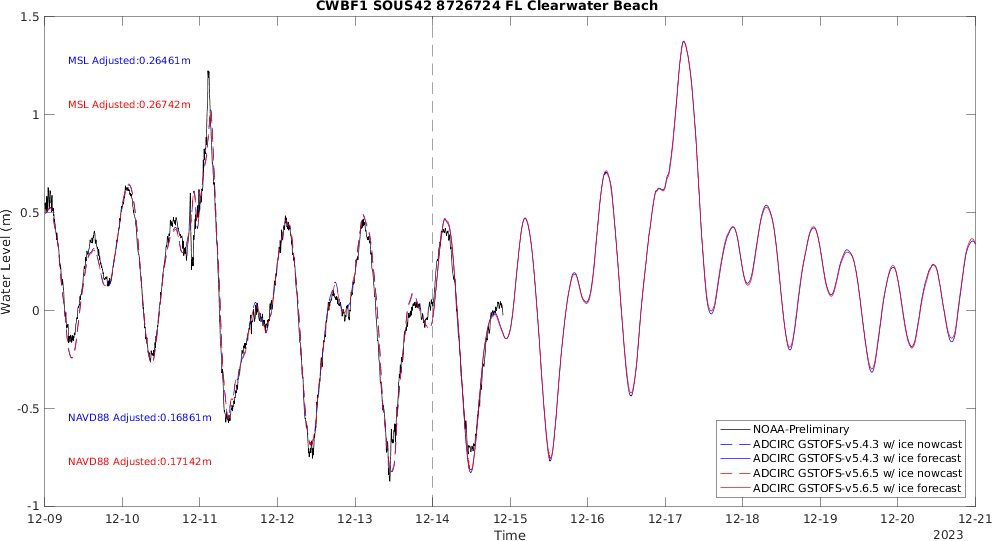 CWBF1 SOUS42 8726724 FL Clearwater Beach
1.5
1
0.5
0
-0.5
-1
Water Level (m)
MSL Adjusted:0.26461m
MSL Adjusted:0.26742m
NAVD88 Adjusted:0.16861m
NAVD88 Adjusted:0.17142m
NOAA-Preliminary
ADCIRC GSTOFS-v5.4.3 w/ ice nowcast
ADCIRC GSTOFS-v5.4.3 w/ ice forecast
ADCIRC GSTOFS-v5.6.5 w/ ice nowcast
ADCIRC GSTOFS-v5.6.5 w/ ice forecast
12-09 12-10 12-11 12-12 12-13 12-14 12-15 12-16 12-17 12-18 12-19 12-20 12-21
Time
2023